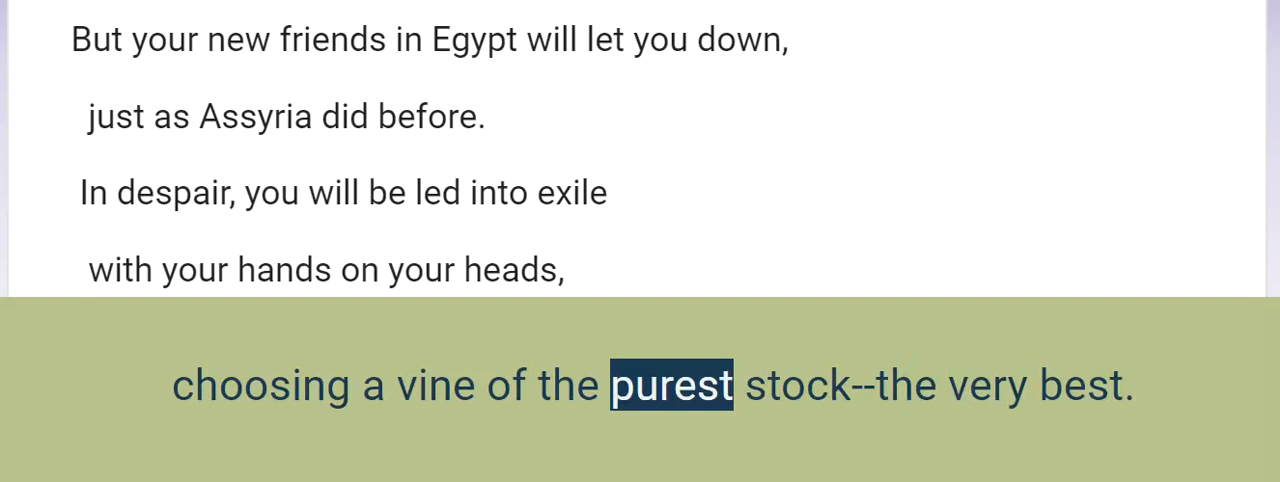 But your new friends in Egypt will let you down,
just as Assyria did before.
In despair, you will be led into exile
with your hands on your heads,
choosing a vine of the purest stock--the very best.